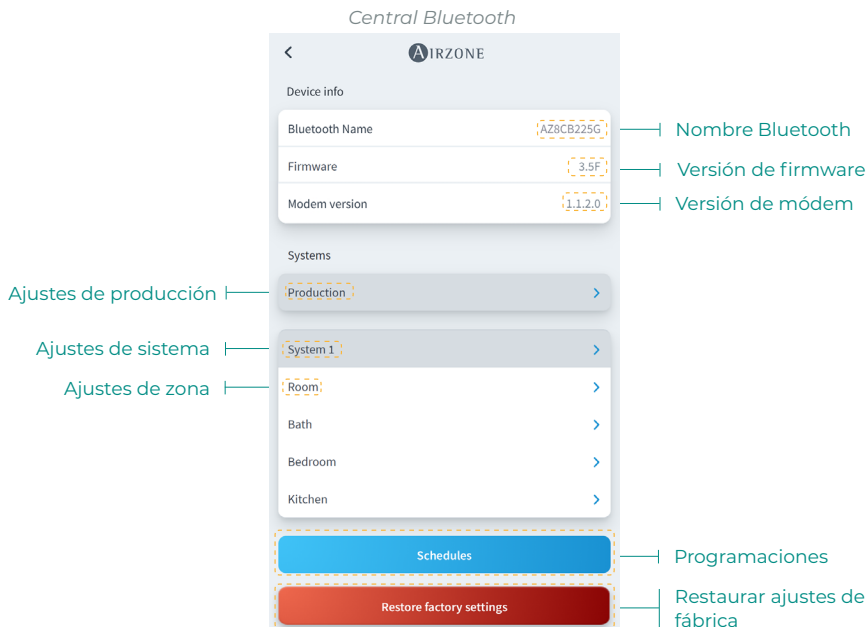 Central Bluetooth
AIRZONE
Device info
Bluetooth Name
AZ8CB225G
Nombre Bluetooth
Firmware
3.5F
Versión de firmware
Modem version
1.1.2.0
Versión de módem
Systems
Ajustes de producción
Production
Ajustes de sistema
System 1
Ajustes de zona
Room
Bath
Bedroom
Kitchen
Schedules
Programaciones
Restore factory settings
Restaurar ajustes de
fábrica